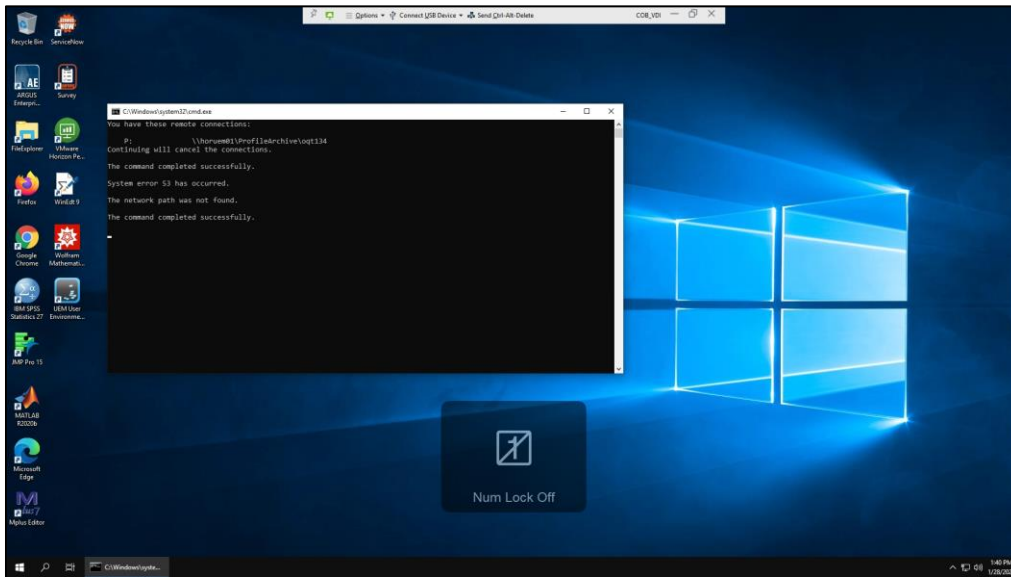 Options Connect USB Device Send Ctrl-Alt-Delete COB_VDI
Recycle Bin
ServiceNow
NOW
AE
ARGUS
Enterpri...
Survey
C:\Windows\system32\cmd.exe
You have these remote connections:
P: \\horuem01\ProfileArchive\oqt134
Continuing will cancel the connections.
The command completed successfully.
System error 53 has occurred.
The network path was not found.
The command completed successfully.
FileExplorer
VMware
Horizon Pe...
Firefox
WinEdt 9
Google
Chrome
Wolfram
Mathemati...
IBM SPSS
Statistics 27
UEM User
Environme...
JMP Pro 15
MATLAB
R2020b
Microsoft
Edge
Mplus Editor
1
Num Lock Off
C:\Windows\syste...
1:40 PM